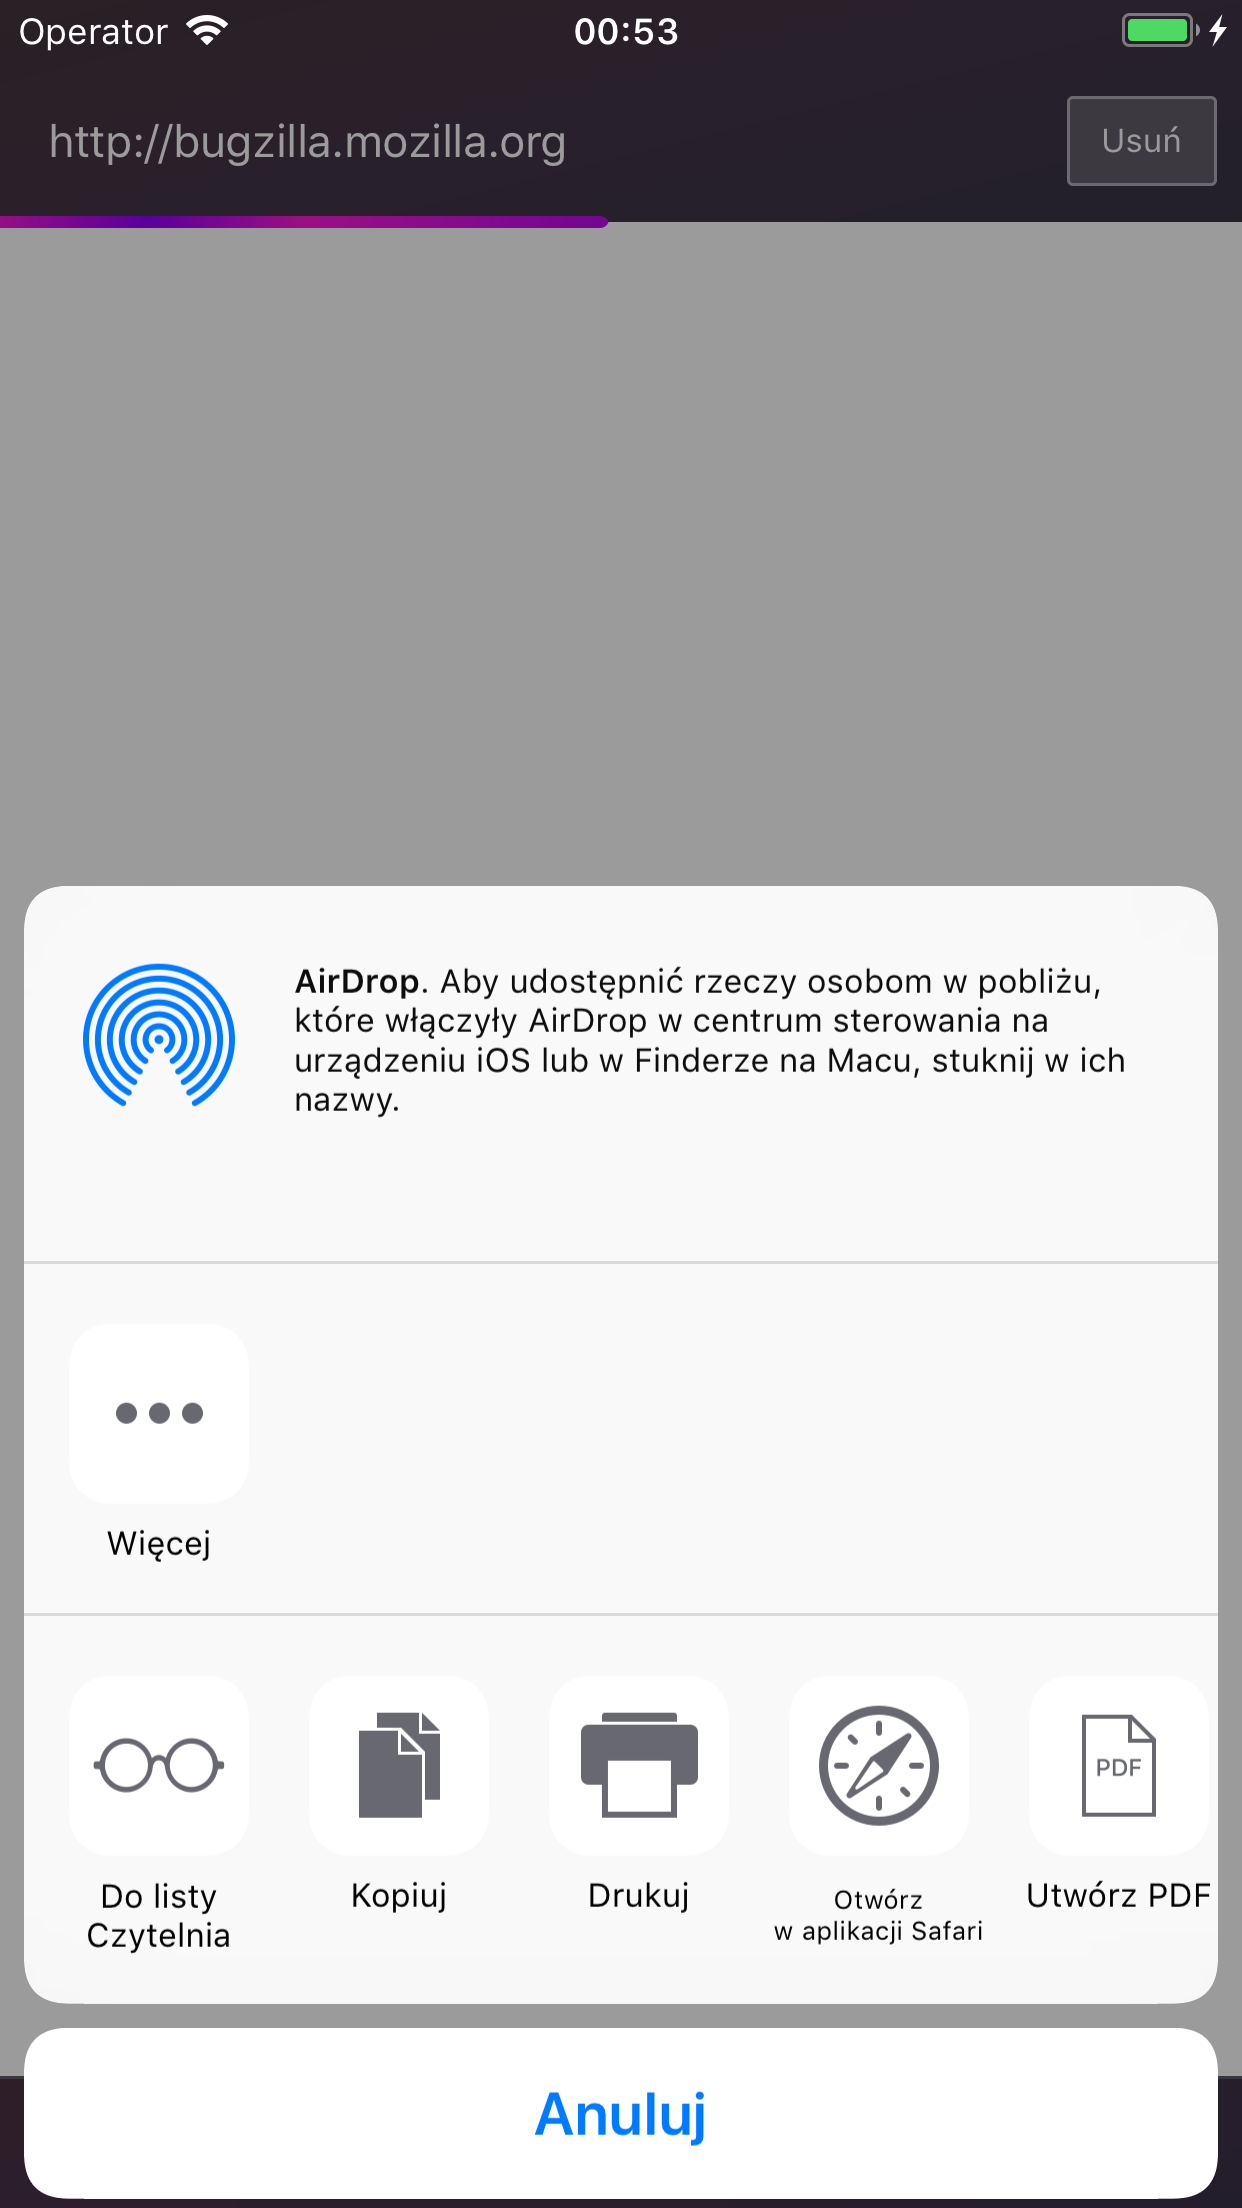 Operator
00:53
http://bugzilla.mozilla.org
Usuń
AirDrop. Aby udostępnić rzeczy osobom w pobliżu,
które włączyły AirDrop w centrum sterowania na
urządzeniu iOS lub w Finderze na Macu, stuknij w ich
nazwy.
Więcej
Do listy
Czytelnia
Kopiuj
Drukuj
Otwórz
w aplikacji Safari
PDF
Utwórz PDF
Anuluj